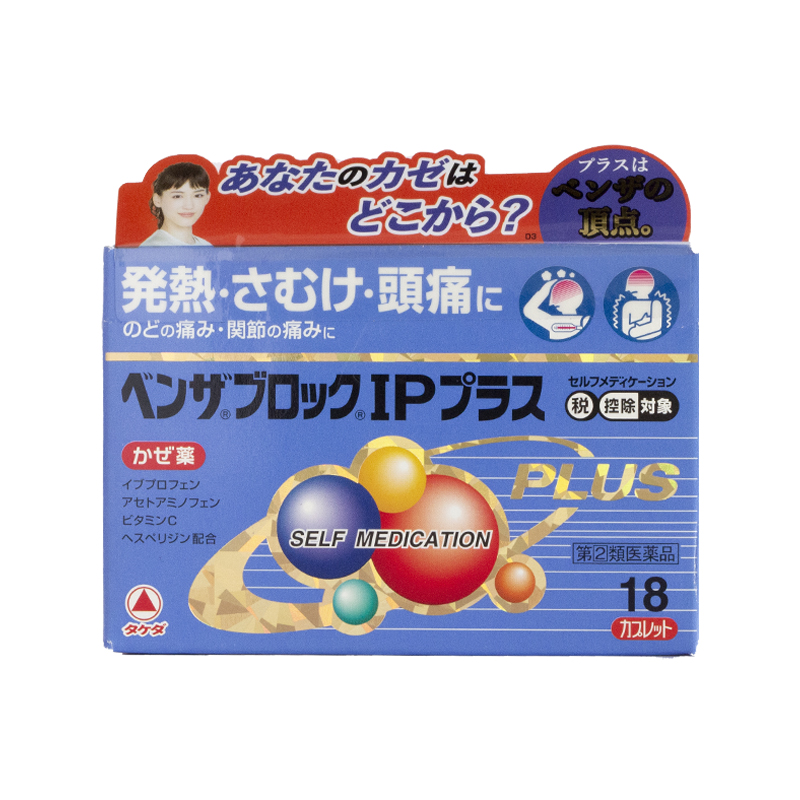 あなたのカゼは
どこから？
D3
プラスは
ベンザの
頂点。
発熱・さむけ・頭痛に
のどの痛み・関節の痛みに
ベンザ®ブロック®IPプラス
セルフメディケーション
税 控除 対象
かぜ薬
イブプロフェン
アセトアミノフェン
ビタミンC
ヘスペリジン配合
PLUS
SELF MEDICATION
第②類医薬品
18
カプレット
タケダ